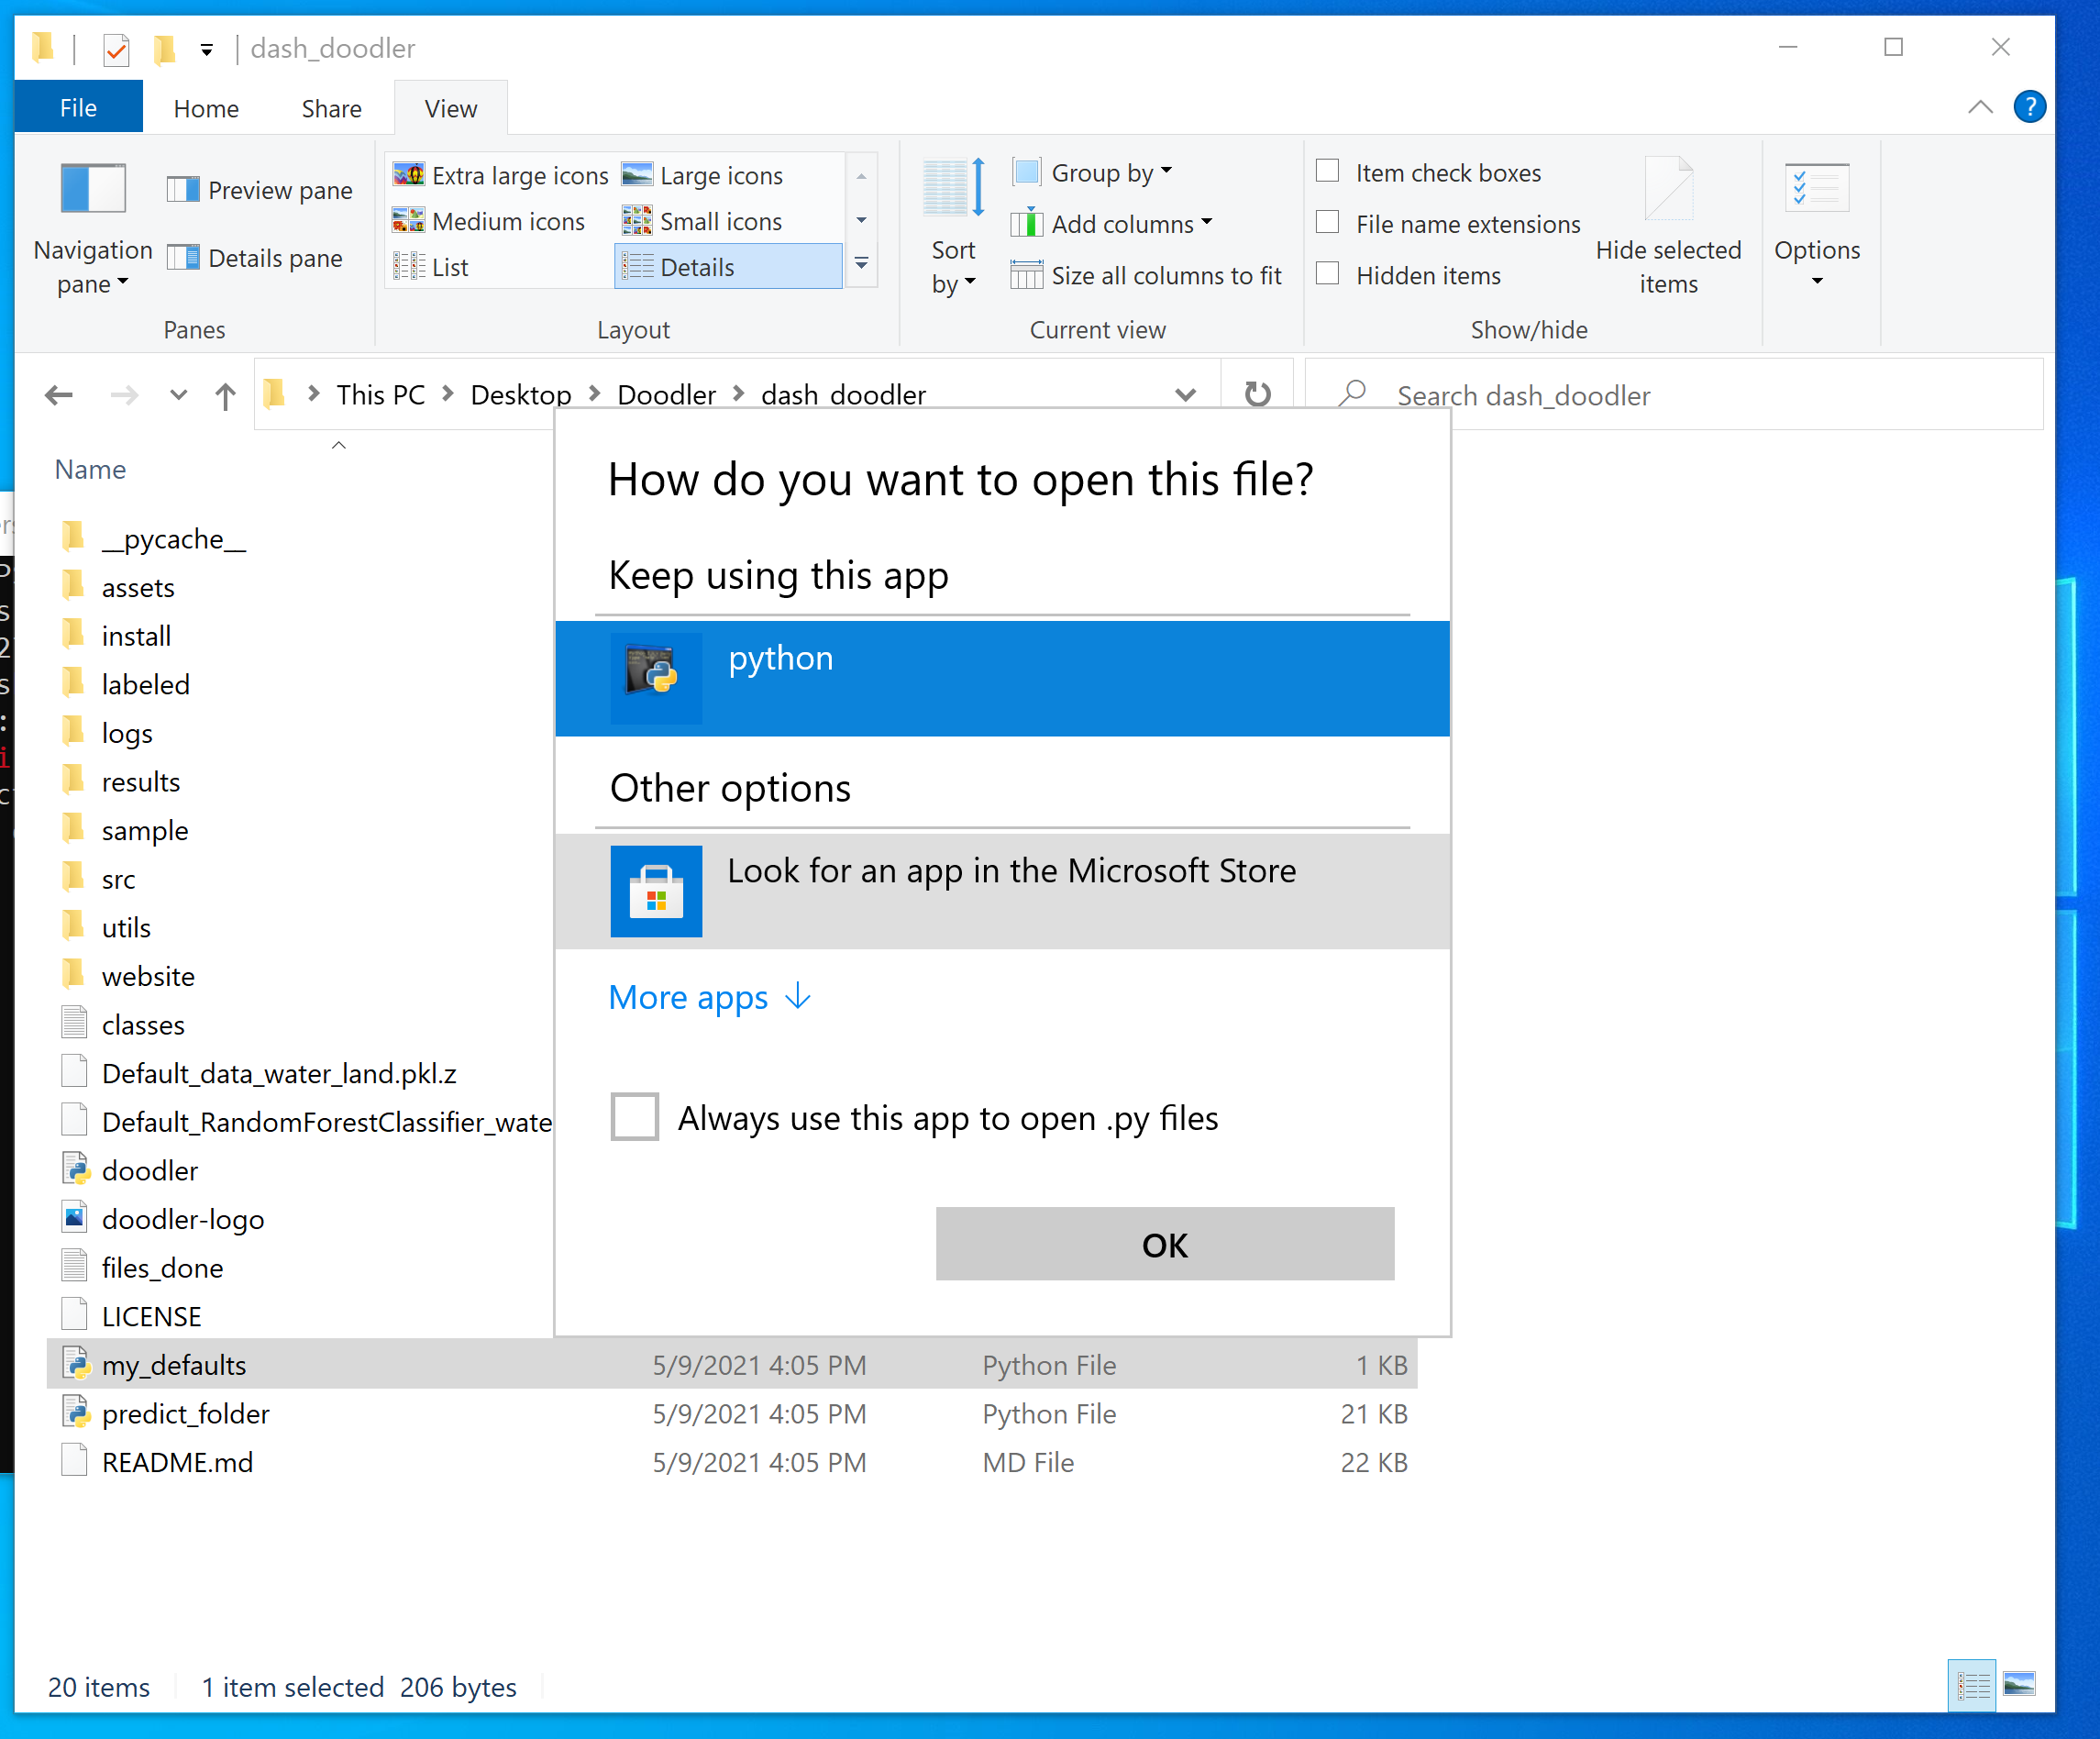 dash_doodler
File Home Share View
Navigation pane
Preview pane
Details pane
Panes
Extra large icons Large icons
Medium icons Small icons
List Details
Layout
Sort by
Group by
Add columns
Size all columns to fit
Current view
Item check boxes
File name extensions
Hidden items
Hide selected items
Show/hide
Options
This PC Desktop Doodler dash_doodler
Search dash_doodler
Name
__pycache__
assets
install
labeled
logs
results
sample
src
utils
website
classes
Default_data_water_land.pkl.z
Default_RandomForestClassifier_wate
doodler
doodler-logo
files_done
LICENSE
my_defaults 5/9/2021 4:05 PM Python File 1 KB
predict_folder 5/9/2021 4:05 PM Python File 21 KB
README.md 5/9/2021 4:05 PM MD File 22 KB
How do you want to open this file?
Keep using this app
python
Other options
Look for an app in the Microsoft Store
More apps
Always use this app to open .py files
OK
20 items 1 item selected 206 bytes